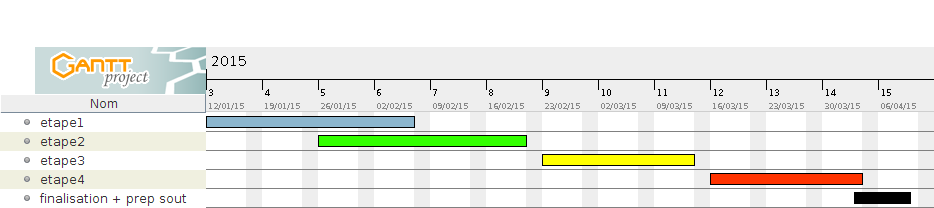 GANTT
project
2015
3 4 5 6 7 8 9 10 11 12 13 14 15
12/01/15 19/01/15 26/01/15 02/02/15 09/02/15 16/02/15 23/02/15 02/03/15 09/03/15 16/03/15 23/03/15 30/03/15 06/04/15
Nom
etape1
etape2
etape3
etape4
finalisation + prep sout